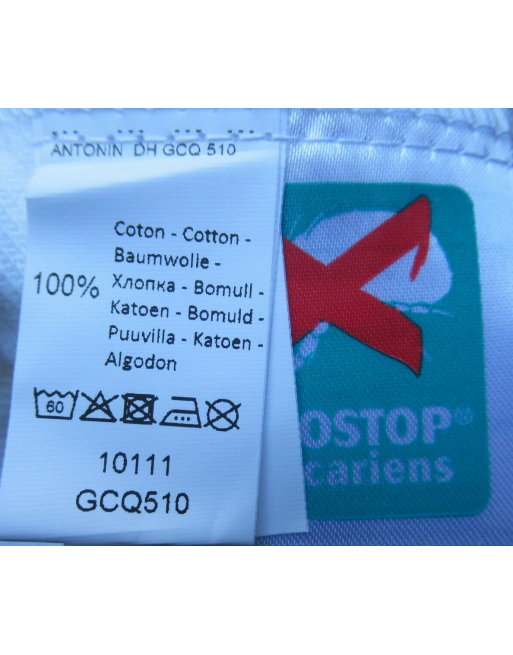 ANTONIN DH GCQ 510
Coton - Cotton -
Baumwolle -
100% Хлопка - Bomull -
Katoen - Bomuld -
Puuvilla - Katoen -
Algodon
60
10111
GCQ510
OSTOP®
cariens